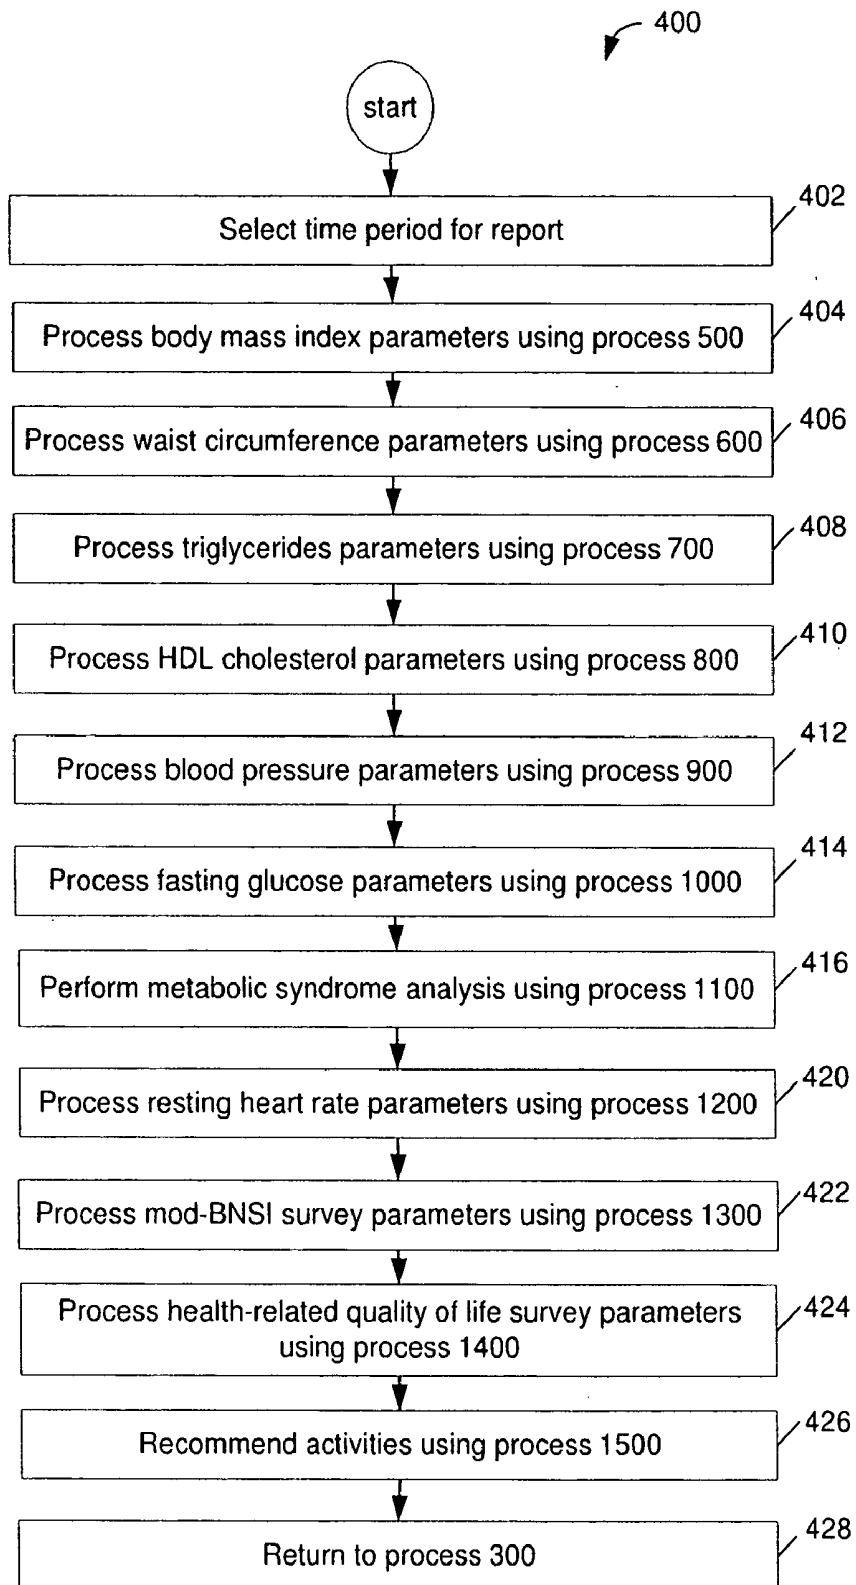 400
start
402
Select time period for report
404
Process body mass index parameters using process 500
406
Process waist circumference parameters using process 600
408
Process triglycerides parameters using process 700
410
Process HDL cholesterol parameters using process 800
412
Process blood pressure parameters using process 900
414
Process fasting glucose parameters using process 1000
416
Perform metabolic syndrome analysis using process 1100
420
Process resting heart rate parameters using process 1200
422
Process mod-BNSI survey parameters using process 1300
424
Process health-related quality of life survey parameters
using process 1400
426
Recommend activities using process 1500
428
Return to process 300